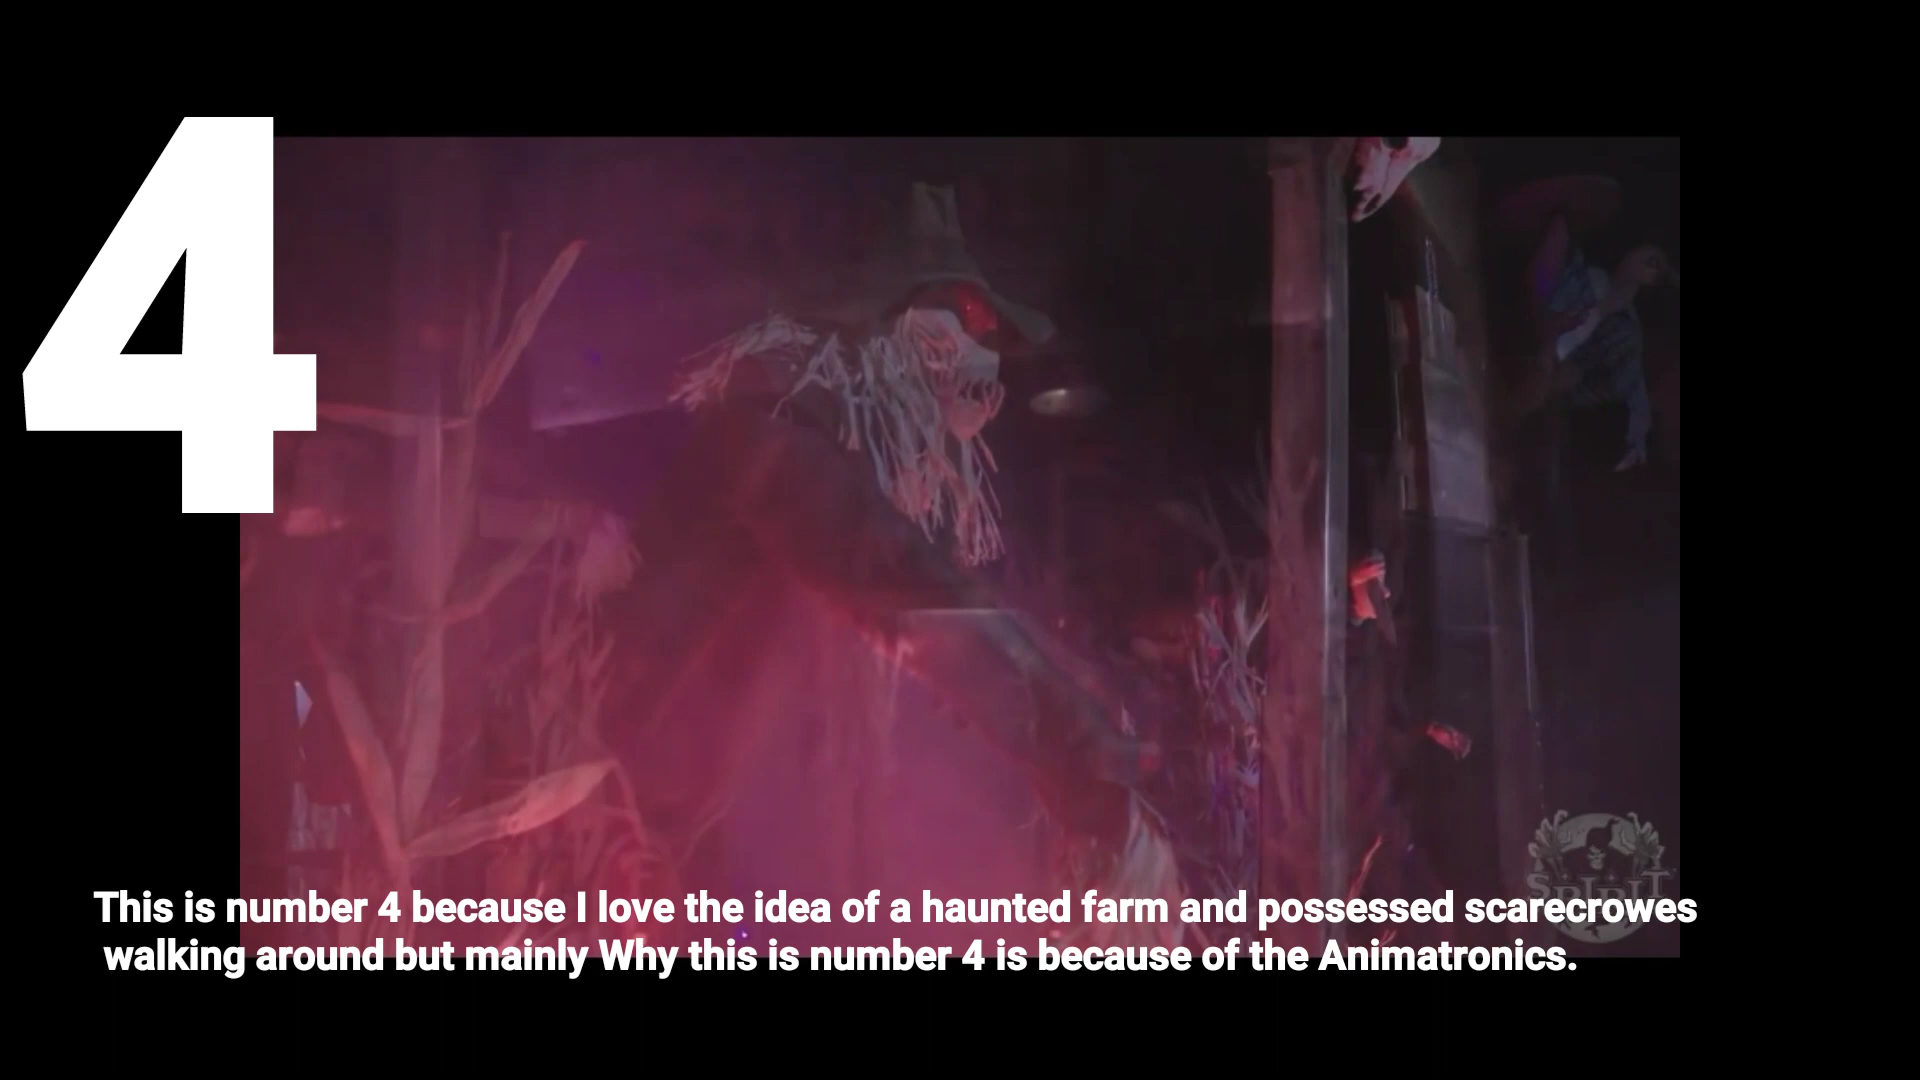 4
SPIRIT
This is number 4 because I love the idea of a haunted farm and possessed scarecrowes
walking around but mainly Why this is number 4 is because of the Animatronics.